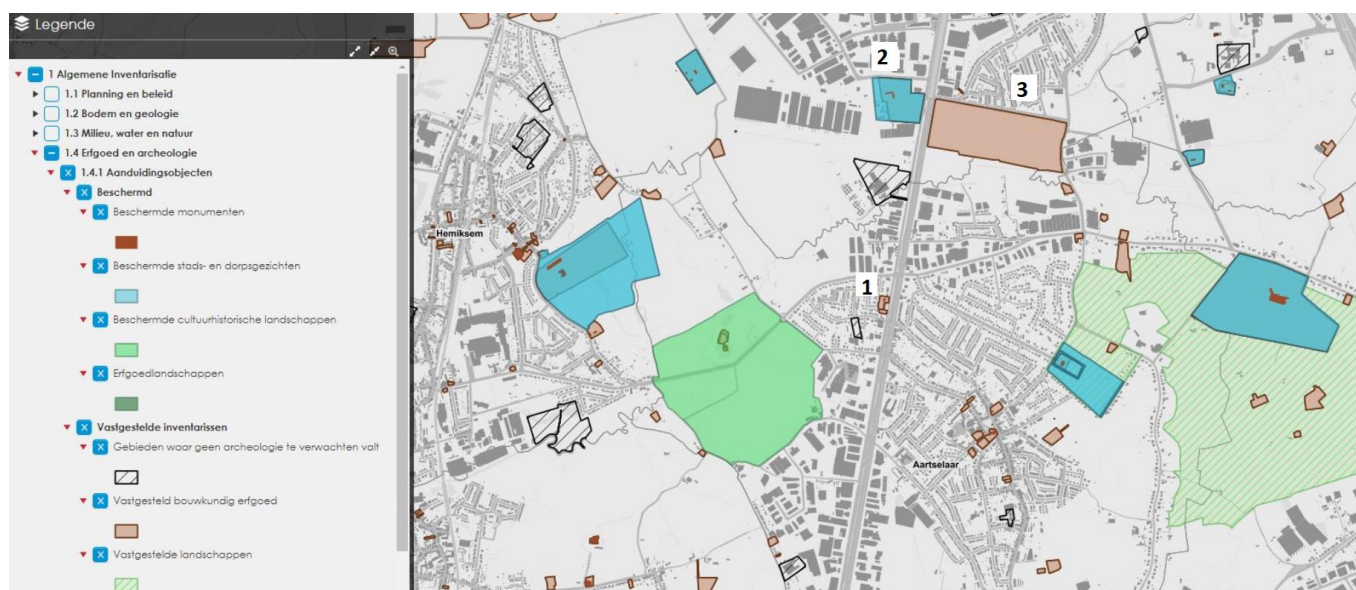 Legende
1 Algemene Inventarisatie
1.1 Planning en beleid
1.2 Bodem en geologie
1.3 Milieu, water en natuur
1.4 Erfgoed en archeologie
1.4.1 Aanduidingsobjecten
Beschermd
Beschermde monumenten
Beschermde stads- en dorpsgezichten
Beschermde cultuurhistorische landschappen
Erfgoedlandschappen
Vastgestelde inventarissen
Gebieden waar geen archeologie te verwachten valt
Vastgesteld bouwkundig erfgoed
Vastgestelde landschappen
2
3
Hemiksem
1
Aartselaar